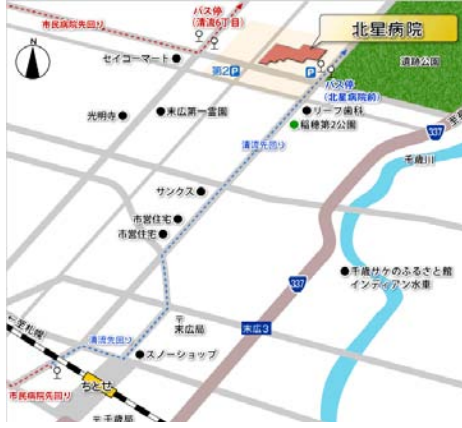 バス停
(清流6丁目)
市民病院先回り
北星病院
セイコーマート
第2 P
P
遺跡公園
N
バス停
(北星病院前)
リーフ歯科
稲穂第2公園
光明寺
末広第一霊園
337
千歳川
清流先回り
サンクス
市営住宅
市営住宅
千歳サケのふるさと館
インディアン水車
337
〒
末広局
末広3
←至札幌
清流先回り
スノーショップ
ちとせ
市民病院先回り
〒千歳局